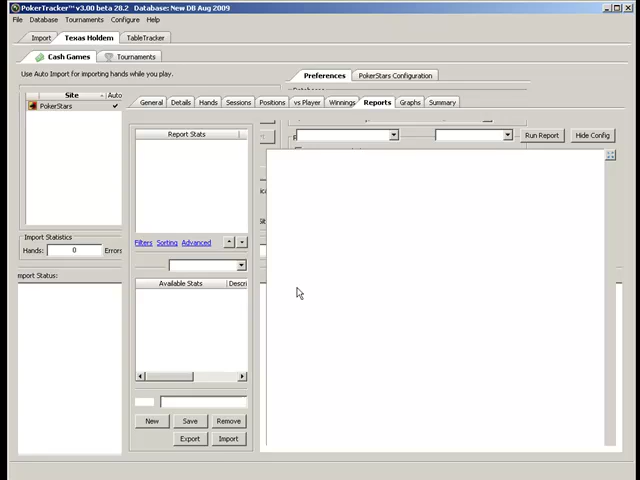 PokerTracker™ v3.00 beta 28.2 Database: New DB Aug 2009
File Database Tournaments Configure Help
Import Texas Holdem TableTracker
Cash Games Tournaments
Use Auto Import for importing hands while you play.
Preferences PokerStars Configuration
Site Auto
PokerStars
General Details Hands Sessions Positions vs Player Winnings Reports Graphs Summary
Report Stats
Run Report Hide Config
Import Statistics
Hands: 0 Errors
Filters Sorting Advanced
mport Status:
Available Stats Descri
New Save Remove
Export Import